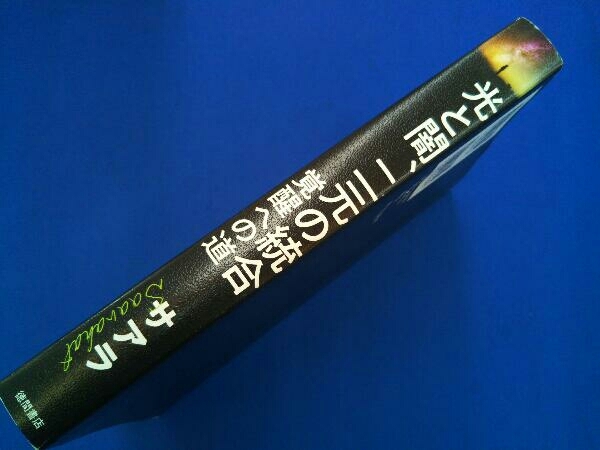 光と闇、二元の統合
覚醒への道
サアラ
Saarahat
徳間書店